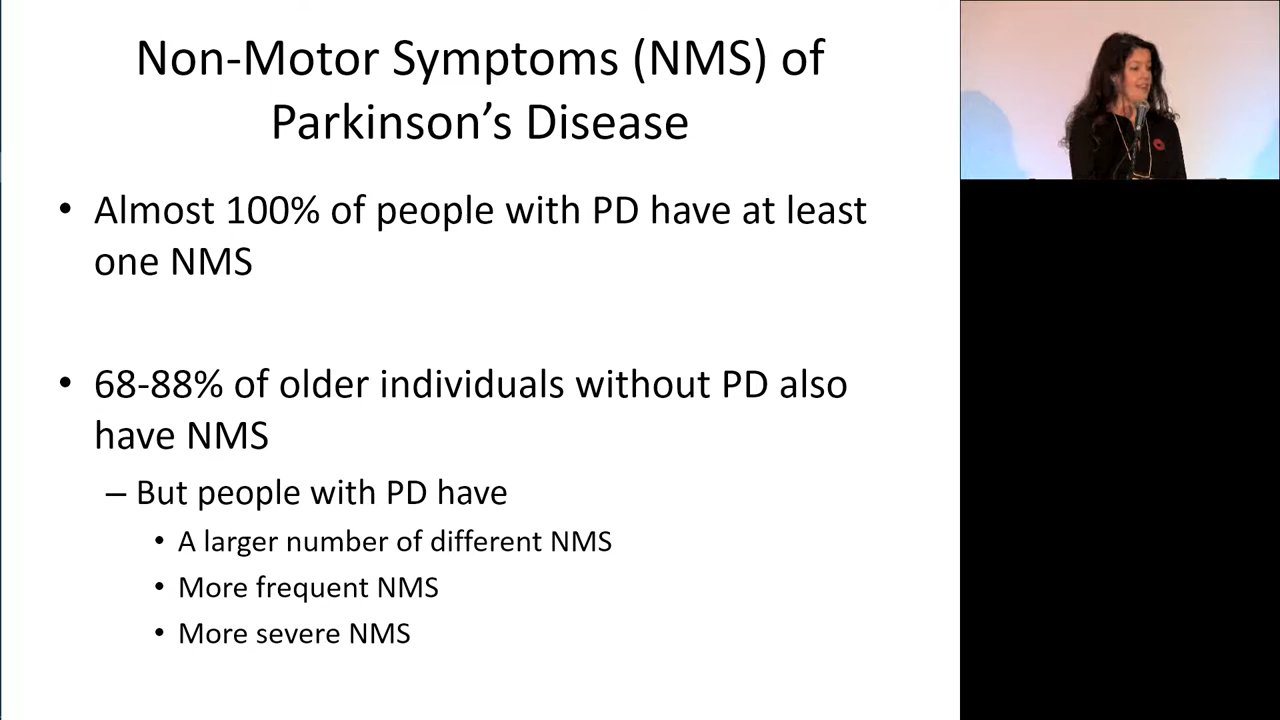 Non-Motor Symptoms (NMS) of
Parkinson’s Disease
• Almost 100% of people with PD have at least
one NMS
• 68-88% of older individuals without PD also
have NMS
– But people with PD have
• A larger number of different NMS
• More frequent NMS
• More severe NMS